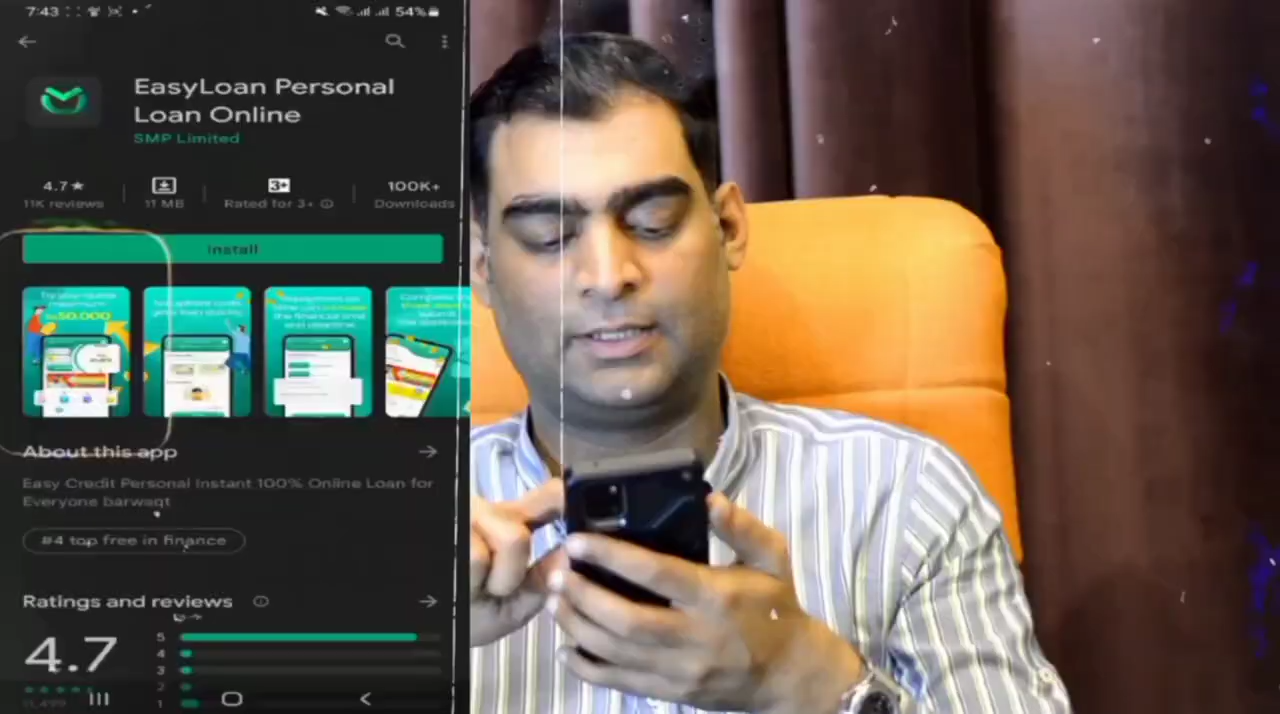 7:43
54%
EasyLoan Personal
Loan Online
SMP Limited
4.7★
11K reviews
11 MB
3+
Rated for 3+
100K+
Downloads
Install
50.000
About this app
Easy Credit Personal Instant 100% Online Loan for
Everyone barwaqt
#4 top free in finance
Ratings and reviews
4.7
5
4
3
2
1